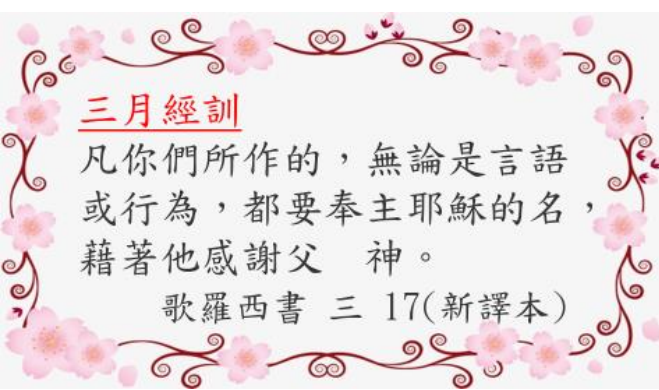 三月經訓
凡你們所作的，無論是言語
或行為，都要奉主耶穌的名，
藉著他感謝父　神。
歌羅西書 三 17(新譯本)